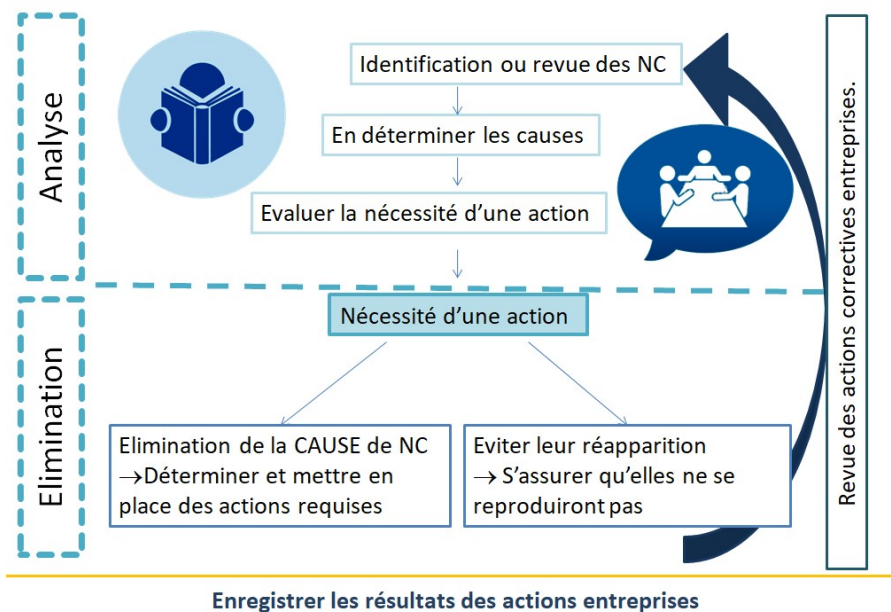 Analyse
Identification ou revue des NC
En déterminer les causes
Evaluer la nécessité d'une action
Elimination
Nécessité d'une action
Elimination de la CAUSE de NC
→Déterminer et mettre en
place des actions requises
Eviter leur réapparition
→ S'assurer qu'elles ne se
reproduiront pas
Revue des actions correctives entreprises.
Enregistrer les résultats des actions entreprises